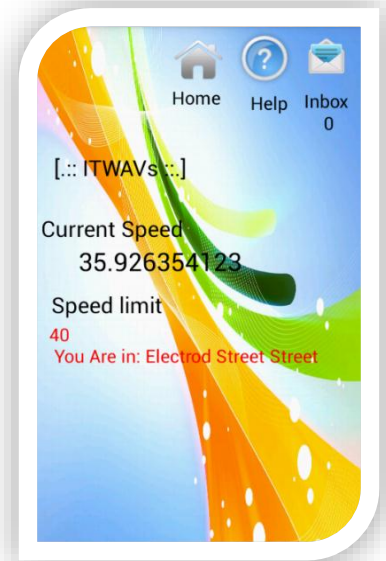 Home Help Inbox
0
[.:: ITWAVs ::.]
Current Speed
35.926354123
Speed limit
40
You Are in: Electrod Street Street